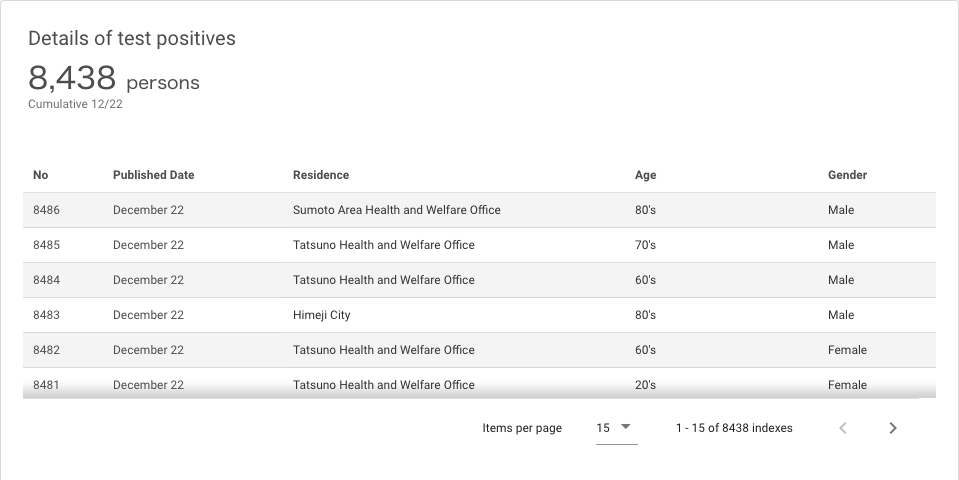 Details of test positives
8,438 persons
Cumulative 12/22
No Published Date Residence Age Gender
8486 December 22 Sumoto Area Health and Welfare Office 80's Male
8485 December 22 Tatsuno Health and Welfare Office 70's Male
8484 December 22 Tatsuno Health and Welfare Office 60's Male
8483 December 22 Himeji City 80's Male
8482 December 22 Tatsuno Health and Welfare Office 60's Female
8481 December 22 Tatsuno Health and Welfare Office 20's Female
Items per page 15 1 - 15 of 8438 indexes